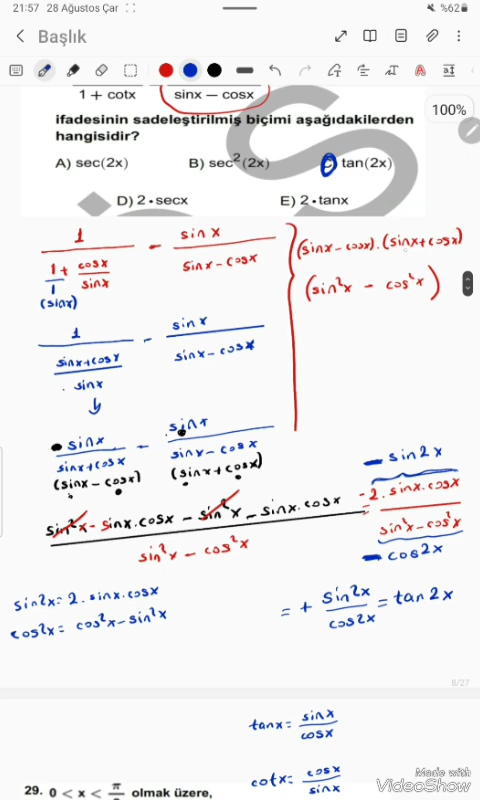 21:57 28 Ağustos Çar %62
Başlık
1 + cotx sinx − cosx
100%
ifadesinin sadeleştirilmiş biçimi aşağıdakilerden
hangisidir?
A) sec(2x) B) sec²(2x) C) tan(2x)
D) 2•secx E) 2•tanx
1 / (1/1 + cosx/sinx) − sinx / (sinx − cosx)
(sinx)
(sinx − cosx).(sinx + cosx)
(sin²x − cos²x)
1 / ((sinx + cosx) / sinx) − sinx / (sinx − cosx)
sinx / (sinx + cosx) − sinx / (sinx − cosx)
(sinx − cosx) (sinx + cosx)
(sin²x − sinx.cosx − sin²x − sinx.cosx) / (sin²x − cos²x) = (−2.sinx.cosx) / (sin²x − cos²x)
− sin2x
− cos2x
sin2x = 2.sinx.cosx
cos2x = cos²x − sin²x
= + sin2x / cos2x = tan2x
8/27
tanx = sinx / cosx
cotx = cosx / sinx
29. 0 < x < π olmak üzere,
Made with
VideoShow